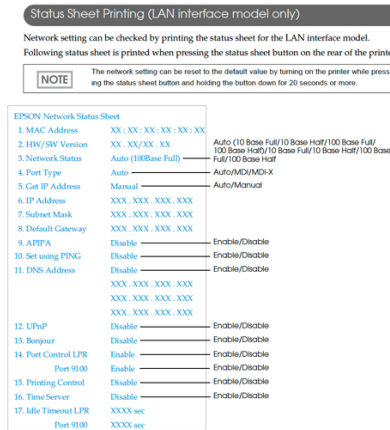 Status Sheet Printing (LAN interface model only)
Network setting can be checked by printing the status sheet for the LAN interface model.
Following status sheet is printed when pressing the status sheet button on the rear of the printe
NOTE
The network setting can be reset to the default value by turning on the printer while press
ing the status sheet button and holding the button down for 20 seconds or more.
EPSON Network Status Sheet
1. MAC Address XX : XX : XX : XX : XX : XX
2. HW/SW Version XX . XX/XX . XX
3. Network Status Auto (100Base Full) Auto (10 Base Full/10 Base Half/100 Base Full/
100 Base Half)/10 Base Full/10 Base Half/100 Base
Full/100 Base Half
4. Port Type Auto Auto/MDI/MDI-X
5. Get IP Address Manual Auto/Manual
6. IP Address XXX . XXX . XXX . XXX
7. Subnet Mask XXX . XXX . XXX . XXX
8. Default Gateway XXX . XXX . XXX . XXX
9. APIPA Disable Enable/Disable
10. Set using PING Disable Enable/Disable
11. DNS Address Disable Enable/Disable
XXX . XXX . XXX . XXX
XXX . XXX . XXX . XXX
XXX . XXX . XXX . XXX
12. UPnP Disable Enable/Disable
13. Bonjour Disable Enable/Disable
14. Port Control LPR Enable Enable/Disable
Port 9100 Enable Enable/Disable
15. Printing Control Disable Enable/Disable
16. Time Server Disable Enable/Disable
17. Idle Timeout LPR XXXX sec
Port 9100 XXXX sec